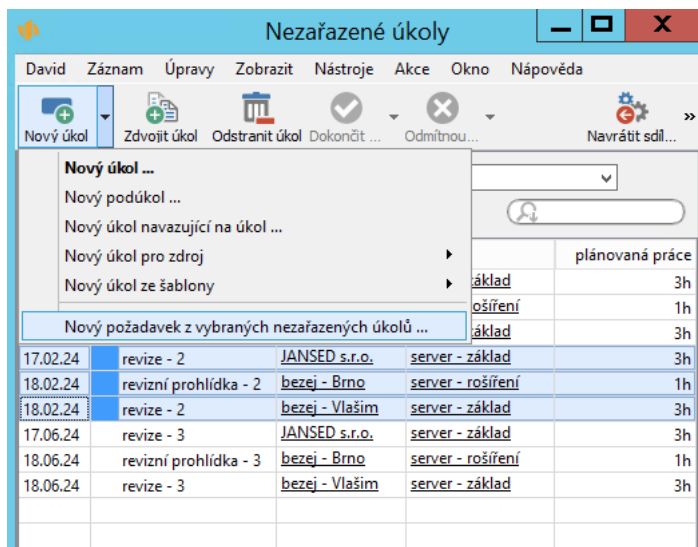 Nezařazené úkoly
David Záznam Úpravy Zobrazit Nástroje Akce Okno Nápověda
Nový úkol Zdvojit úkol Odstranit úkol Dokončit ... Odmítnou... Navrátit sdíl... »
Nový úkol ...
Nový podúkol ...
Nový úkol navazující na úkol ...
Nový úkol pro zdroj
Nový úkol ze šablony
Nový požadavek z vybraných nezařazených úkolů ...
plánovaná práce
základ 3h
rošíření 1h
základ 3h
17.02.24 revize - 2 JANSED s.r.o. server - základ 3h
18.02.24 revizní prohlídka - 2 bezej - Brno server - rošíření 1h
18.02.24 revize - 2 bezej - Vlašim server - základ 3h
17.06.24 revize - 3 JANSED s.r.o. server - základ 3h
18.06.24 revizní prohlídka - 3 bezej - Brno server - rošíření 1h
18.06.24 revize - 3 bezej - Vlašim server - základ 3h